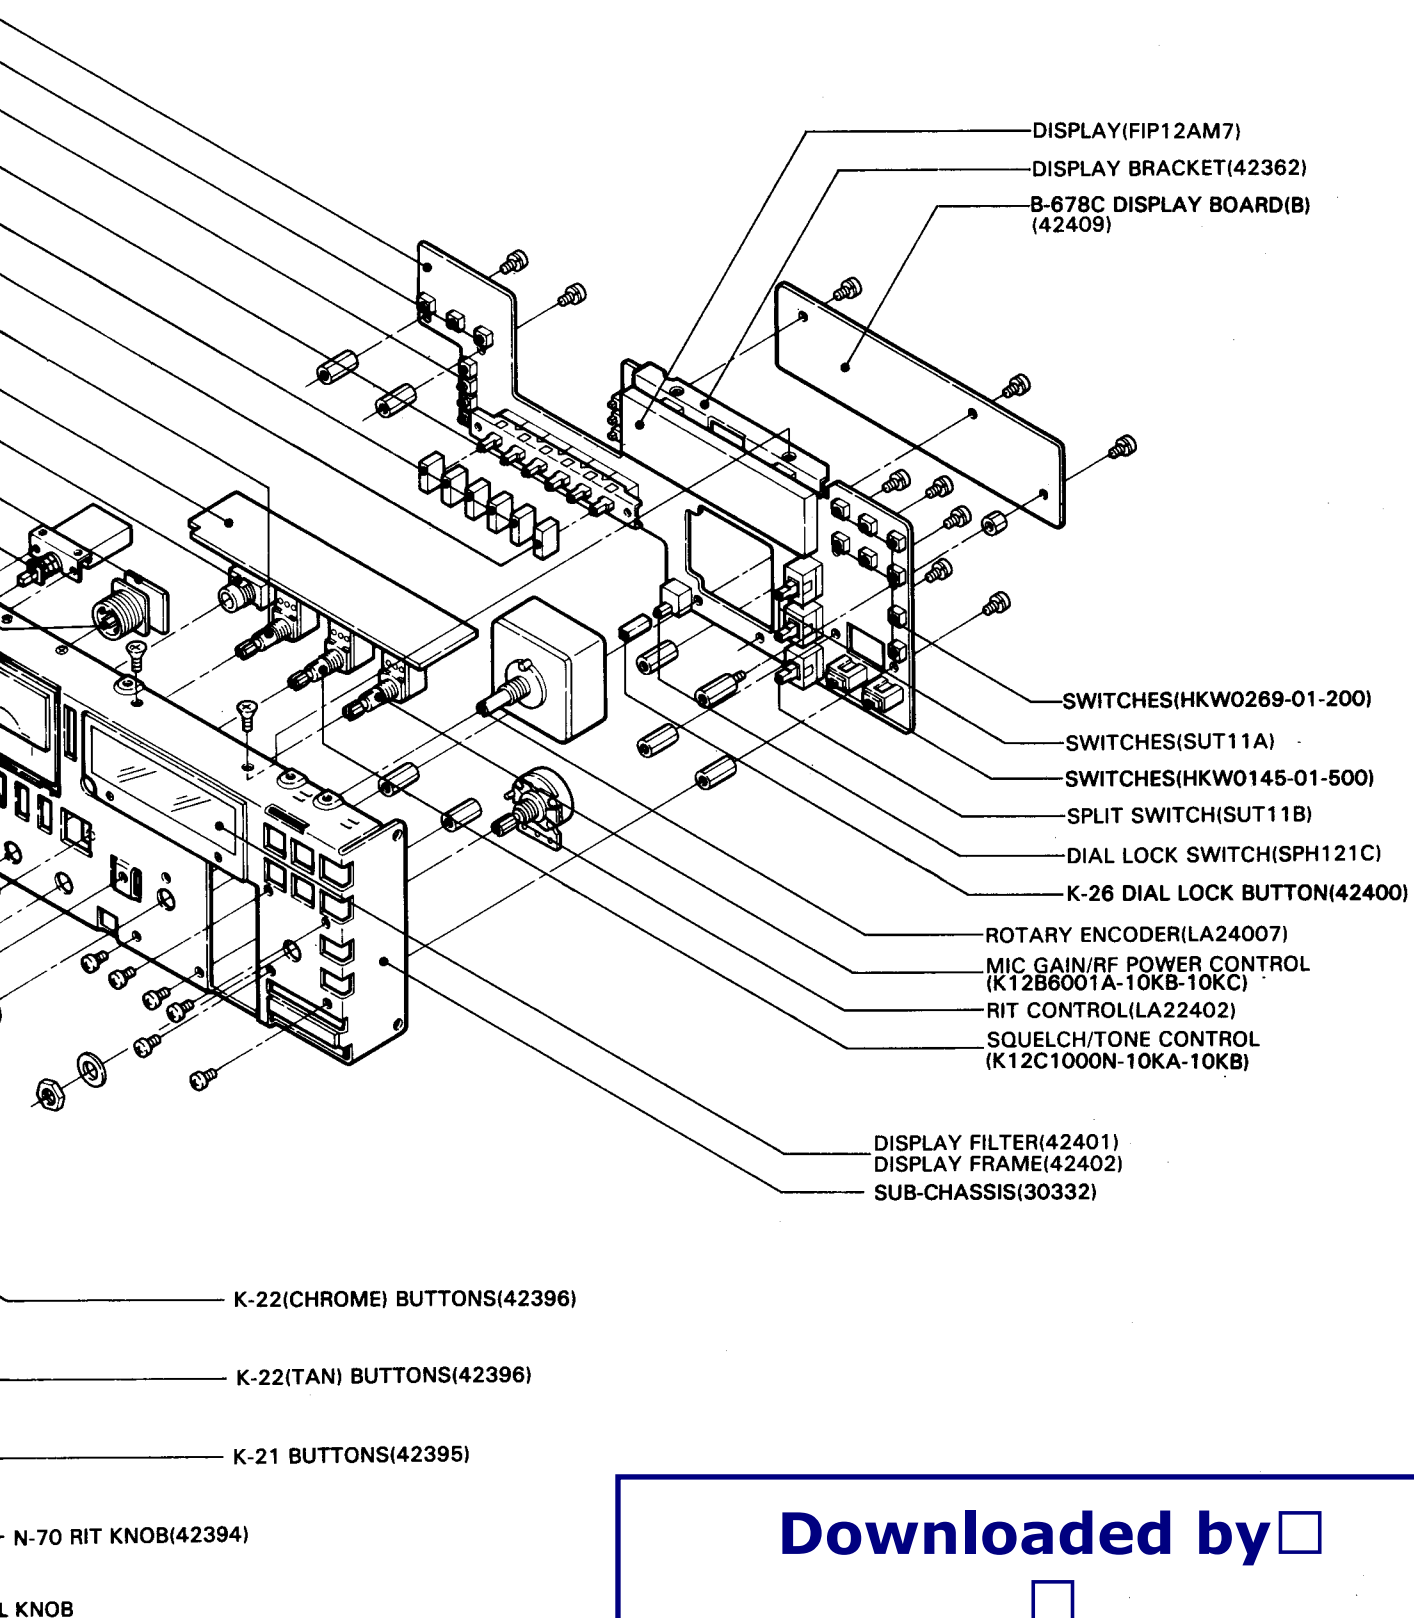 DISPLAY(FIP12AM7)
DISPLAY BRACKET(42362)
B-678C DISPLAY BOARD(B)
(42409)
SWITCHES(HKW0269-01-200)
SWITCHES(SUT11A)
SWITCHES(HKW0145-01-500)
SPLIT SWITCH(SUT11B)
DIAL LOCK SWITCH(SPH121C)
K-26 DIAL LOCK BUTTON(42400)
ROTARY ENCODER(LA24007)
MIC GAIN/RF POWER CONTROL
(K12B6001A-10KB-10KC)
RIT CONTROL(LA22402)
SQUELCH/TONE CONTROL
(K12C1000N-10KA-10KB)
DISPLAY FILTER(42401)
DISPLAY FRAME(42402)
SUB-CHASSIS(30332)
K-22(CHROME) BUTTONS(42396)
K-22(TAN) BUTTONS(42396)
K-21 BUTTONS(42395)
N-70 RIT KNOB(42394)
L KNOB
Downloaded by□
□